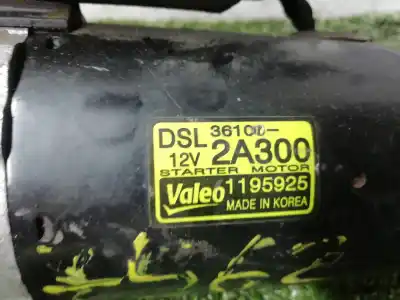 DSL 36100-
12V 2A300
STARTER MOTOR
Valeo 1195925
MADE IN KOREA